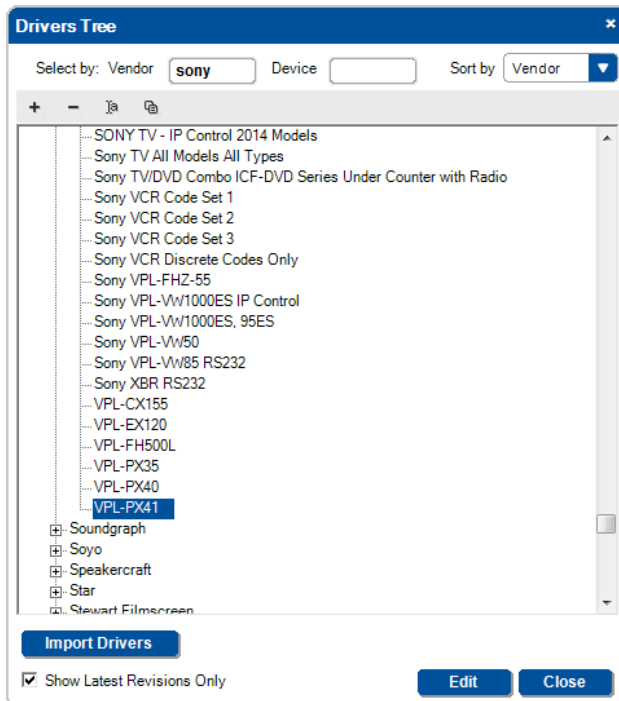 Drivers Tree
Select by: Vendor sony Device Sort by Vendor
SONY TV - IP Control 2014 Models
Sony TV All Models All Types
Sony TV/DVD Combo ICF-DVD Series Under Counter with Radio
Sony VCR Code Set 1
Sony VCR Code Set 2
Sony VCR Code Set 3
Sony VCR Discrete Codes Only
Sony VPL-FHZ-55
Sony VPL-VW1000ES IP Control
Sony VPL-VW1000ES, 95ES
Sony VPL-VW50
Sony VPL-VW85 RS232
Sony XBR RS232
VPL-CX155
VPL-EX120
VPL-FH500L
VPL-PX35
VPL-PX40
VPL-PX41
Soundgraph
Soyo
Speakercraft
Star
Stewart Filmscreen
Import Drivers
Show Latest Revisions Only
Edit Close